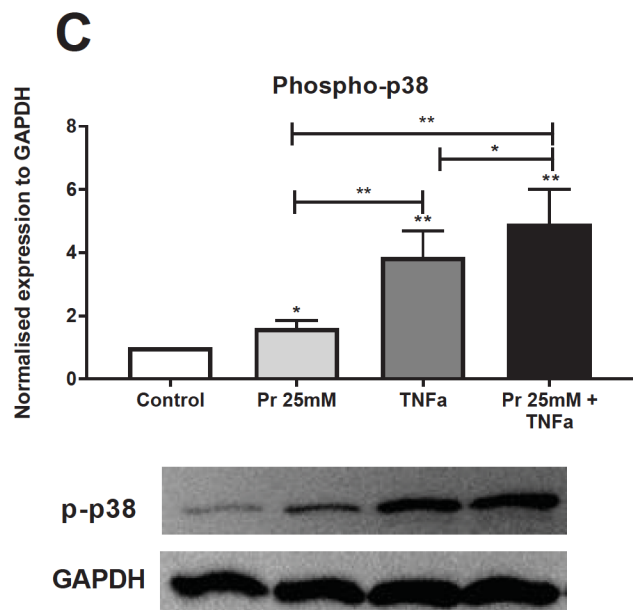 C
Phospho-p38
Normalised expression to GAPDH
8
6
4
2
0
**
*
**
**
**
*
Control
Pr 25mM
TNFa
Pr 25mM +
TNFa
p-p38
GAPDH